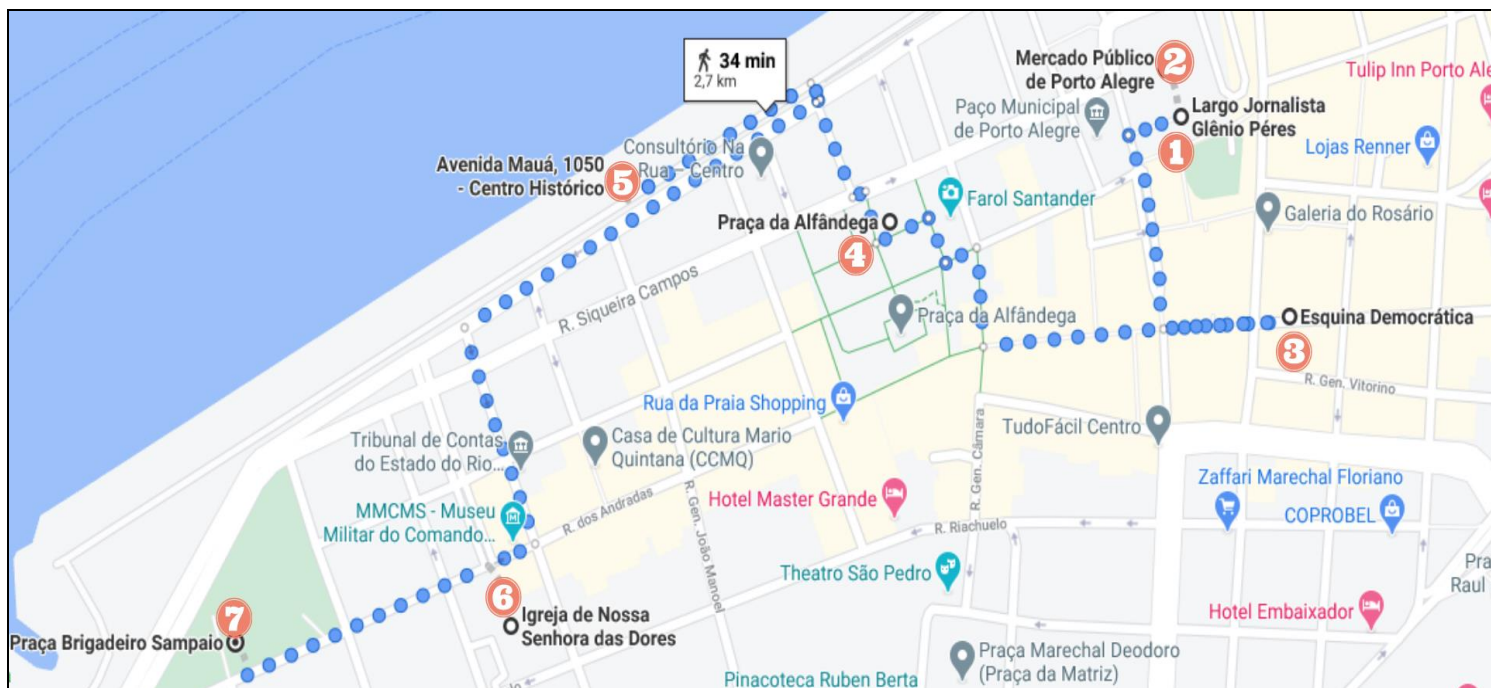 34 min
2,7 km
Mercado Público
de Porto Alegre
2
Tulip Inn Porto Ale
Paço Municipal
de Porto Alegre
Largo Jornalista
Glênio Péres
1
Lojas Renner
Consultório Na
Rua – Centro
Avenida Mauá, 1050
- Centro Histórico
5
Farol Santander
Galeria do Rosário
Praça da Alfândega
4
R. Siqueira Campos
Praça da Alfândega
Esquina Democrática
3
R. Gen. Vitorino
Rua da Praia Shopping
R. Gen. Câmara
TudoFácil Centro
Tribunal de Contas
do Estado do Rio...
Casa de Cultura Mario
Quintana (CCMQ)
Zaffari Marechal Floriano
Hotel Master Grande
COPROBEL
MMCMS - Museu
Militar do Comando...
R. dos Andradas
R. Gen. João Manoel
R. Riachuelo
Theatro São Pedro
Pra
Raul
6
Igreja de Nossa
Senhora das Dores
7
Praça Brigadeiro Sampaio
Hotel Embaixador
Praça Marechal Deodoro
(Praça da Matriz)
Pinacoteca Ruben Berta